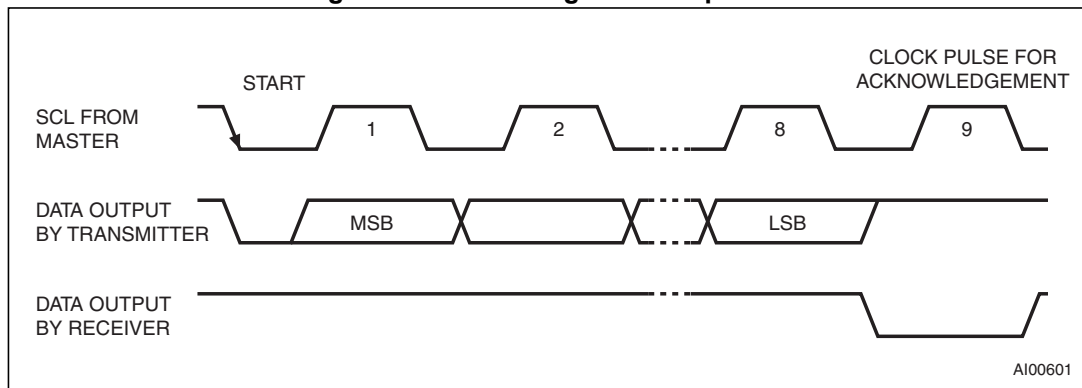 START
CLOCK PULSE FOR
ACKNOWLEDGEMENT
SCL FROM
MASTER
1
2
8
9
DATA OUTPUT
BY TRANSMITTER
MSB
LSB
DATA OUTPUT
BY RECEIVER
AI00601